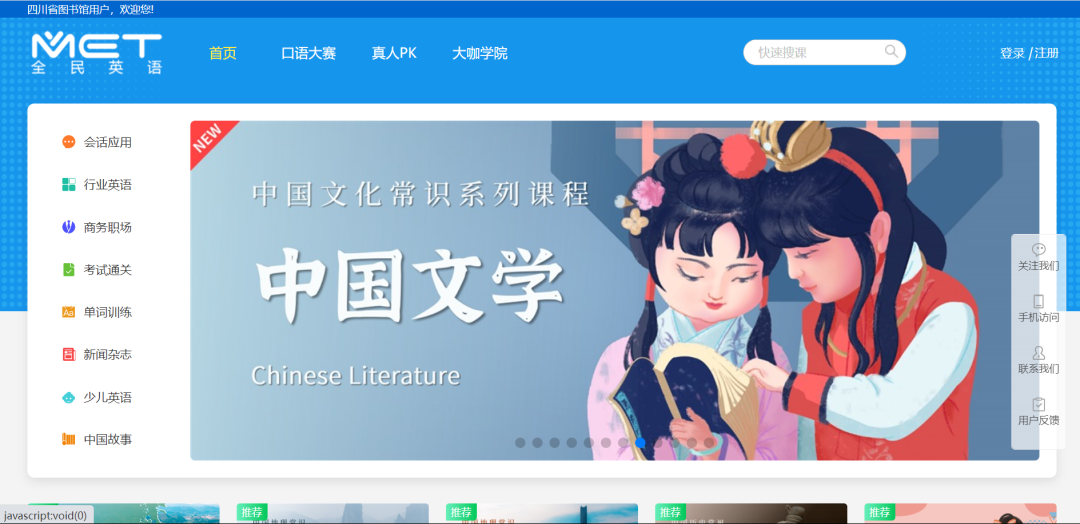 四川省图书馆用户，欢迎您!
MET
全民英语
首页
口语大赛
真人PK
大咖学院
快速搜课
登录 / 注册
会话应用
行业英语
商务职场
考试通关
单词训练
新闻杂志
少儿英语
中国故事
NEW
中国文化常识系列课程
中国文学
Chinese Literature
关注我们
手机访问
联系我们
用户反馈
推荐
推荐
推荐
推荐
javascript:void(0)